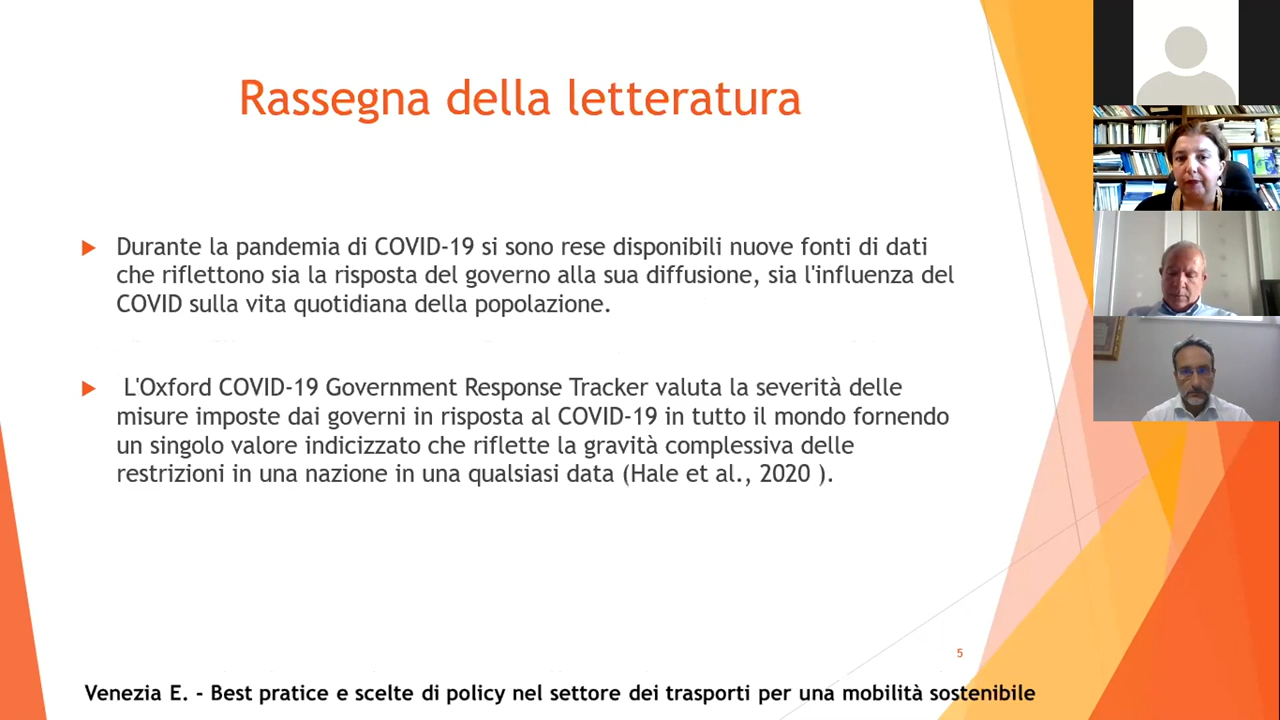 Rassegna della letteratura
Durante la pandemia di COVID-19 si sono rese disponibili nuove fonti di dati
che riflettono sia la risposta del governo alla sua diffusione, sia l'influenza del
COVID sulla vita quotidiana della popolazione.
L'Oxford COVID-19 Government Response Tracker valuta la severità delle
misure imposte dai governi in risposta al COVID-19 in tutto il mondo fornendo
un singolo valore indicizzato che riflette la gravità complessiva delle
restrizioni in una nazione in una qualsiasi data (Hale et al., 2020 ).
5
Venezia E. - Best pratice e scelte di policy nel settore dei trasporti per una mobilità sostenibile